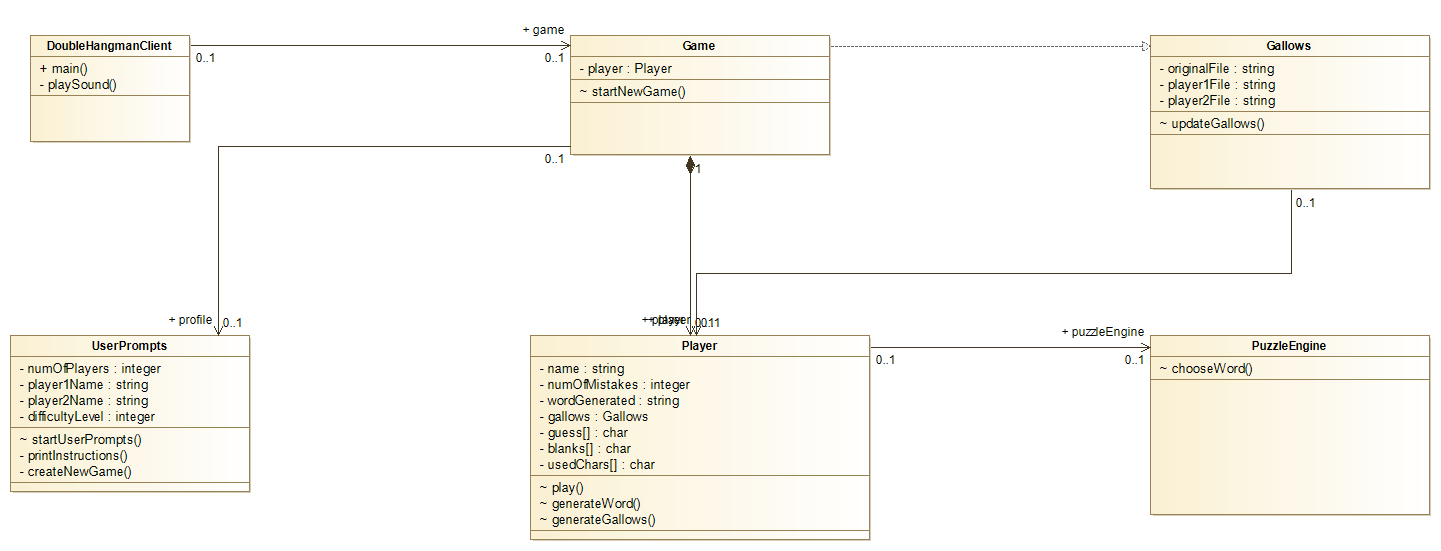 DoubleHangmanClient
+ main()
- playSound()
0..1
+ game
0..1
Game
- player : Player
~ startNewGame()
0..1
1
Gallows
- originalFile : string
- player1File : string
- player2File : string
~ updateGallows()
0..1
+ profile
0..1
UserPrompts
- numOfPlayers : integer
- player1Name : string
- player2Name : string
- difficultyLevel : integer
~ startUserPrompts()
- printInstructions()
- createNewGame()
Player
- name : string
- numOfMistakes : integer
- wordGenerated : string
- gallows : Gallows
- guess[] : char
- blanks[] : char
- usedChars[] : char
~ play()
~ generateWord()
~ generateGallows()
0..1
+ puzzleEngine
0..1
PuzzleEngine
~ chooseWord()